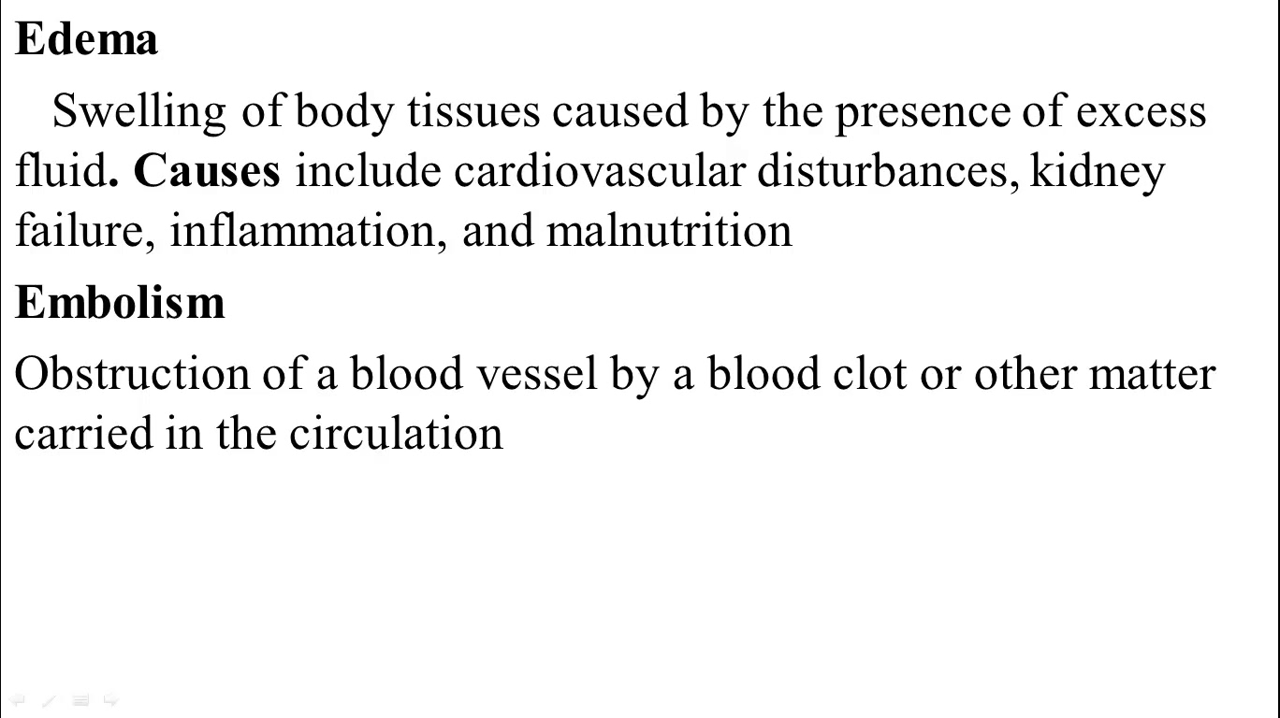 Edema
Swelling of body tissues caused by the presence of excess
fluid. Causes include cardiovascular disturbances, kidney
failure, inflammation, and malnutrition
Embolism
Obstruction of a blood vessel by a blood clot or other matter
carried in the circulation